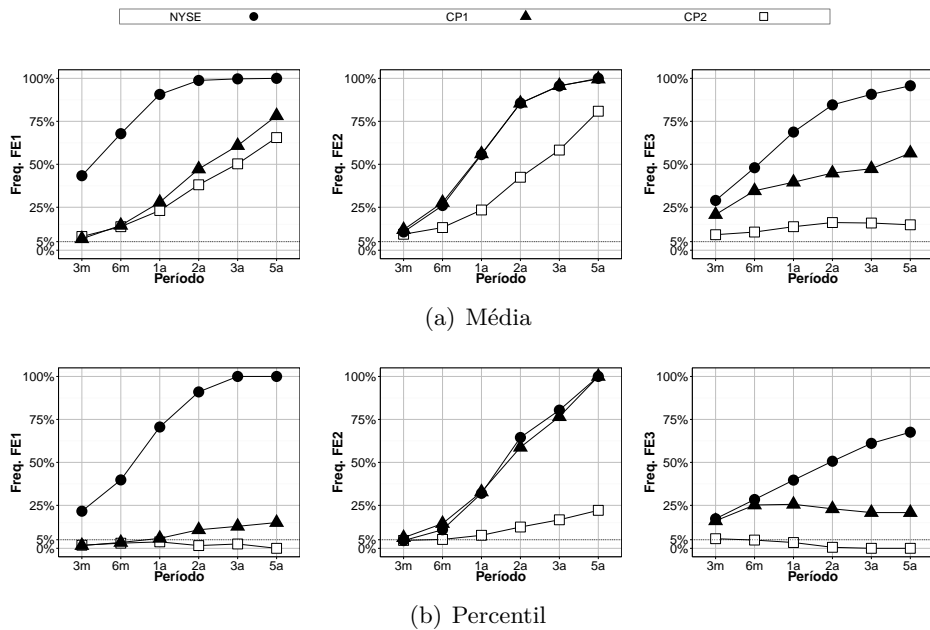 NYSE CP1 CP2
100%
75%
50%
25%
5%
0%
Freq. FE1
3m 6m 1a 2a 3a 5a
Período
100%
75%
50%
25%
5%
0%
Freq. FE2
3m 6m 1a 2a 3a 5a
Período
100%
75%
50%
25%
5%
0%
Freq. FE3
3m 6m 1a 2a 3a 5a
Período
(a) Média
100%
75%
50%
25%
5%
0%
Freq. FE1
3m 6m 1a 2a 3a 5a
Período
100%
75%
50%
25%
5%
0%
Freq. FE2
3m 6m 1a 2a 3a 5a
Período
100%
75%
50%
25%
5%
0%
Freq. FE3
3m 6m 1a 2a 3a 5a
Período
(b) Percentil